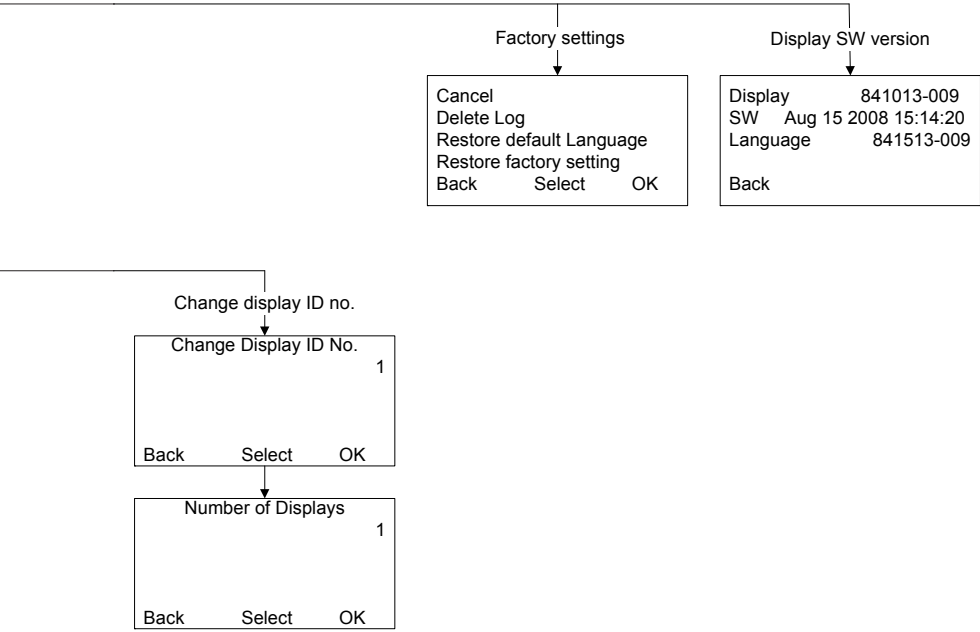 Factory settings
Cancel
Delete Log
Restore default Language
Restore factory setting
Back Select OK
Display SW version
Display 841013-009
SW Aug 15 2008 15:14:20
Language 841513-009
Back
Change display ID no.
Change Display ID No.
1
Back Select OK
Number of Displays
1
Back Select OK